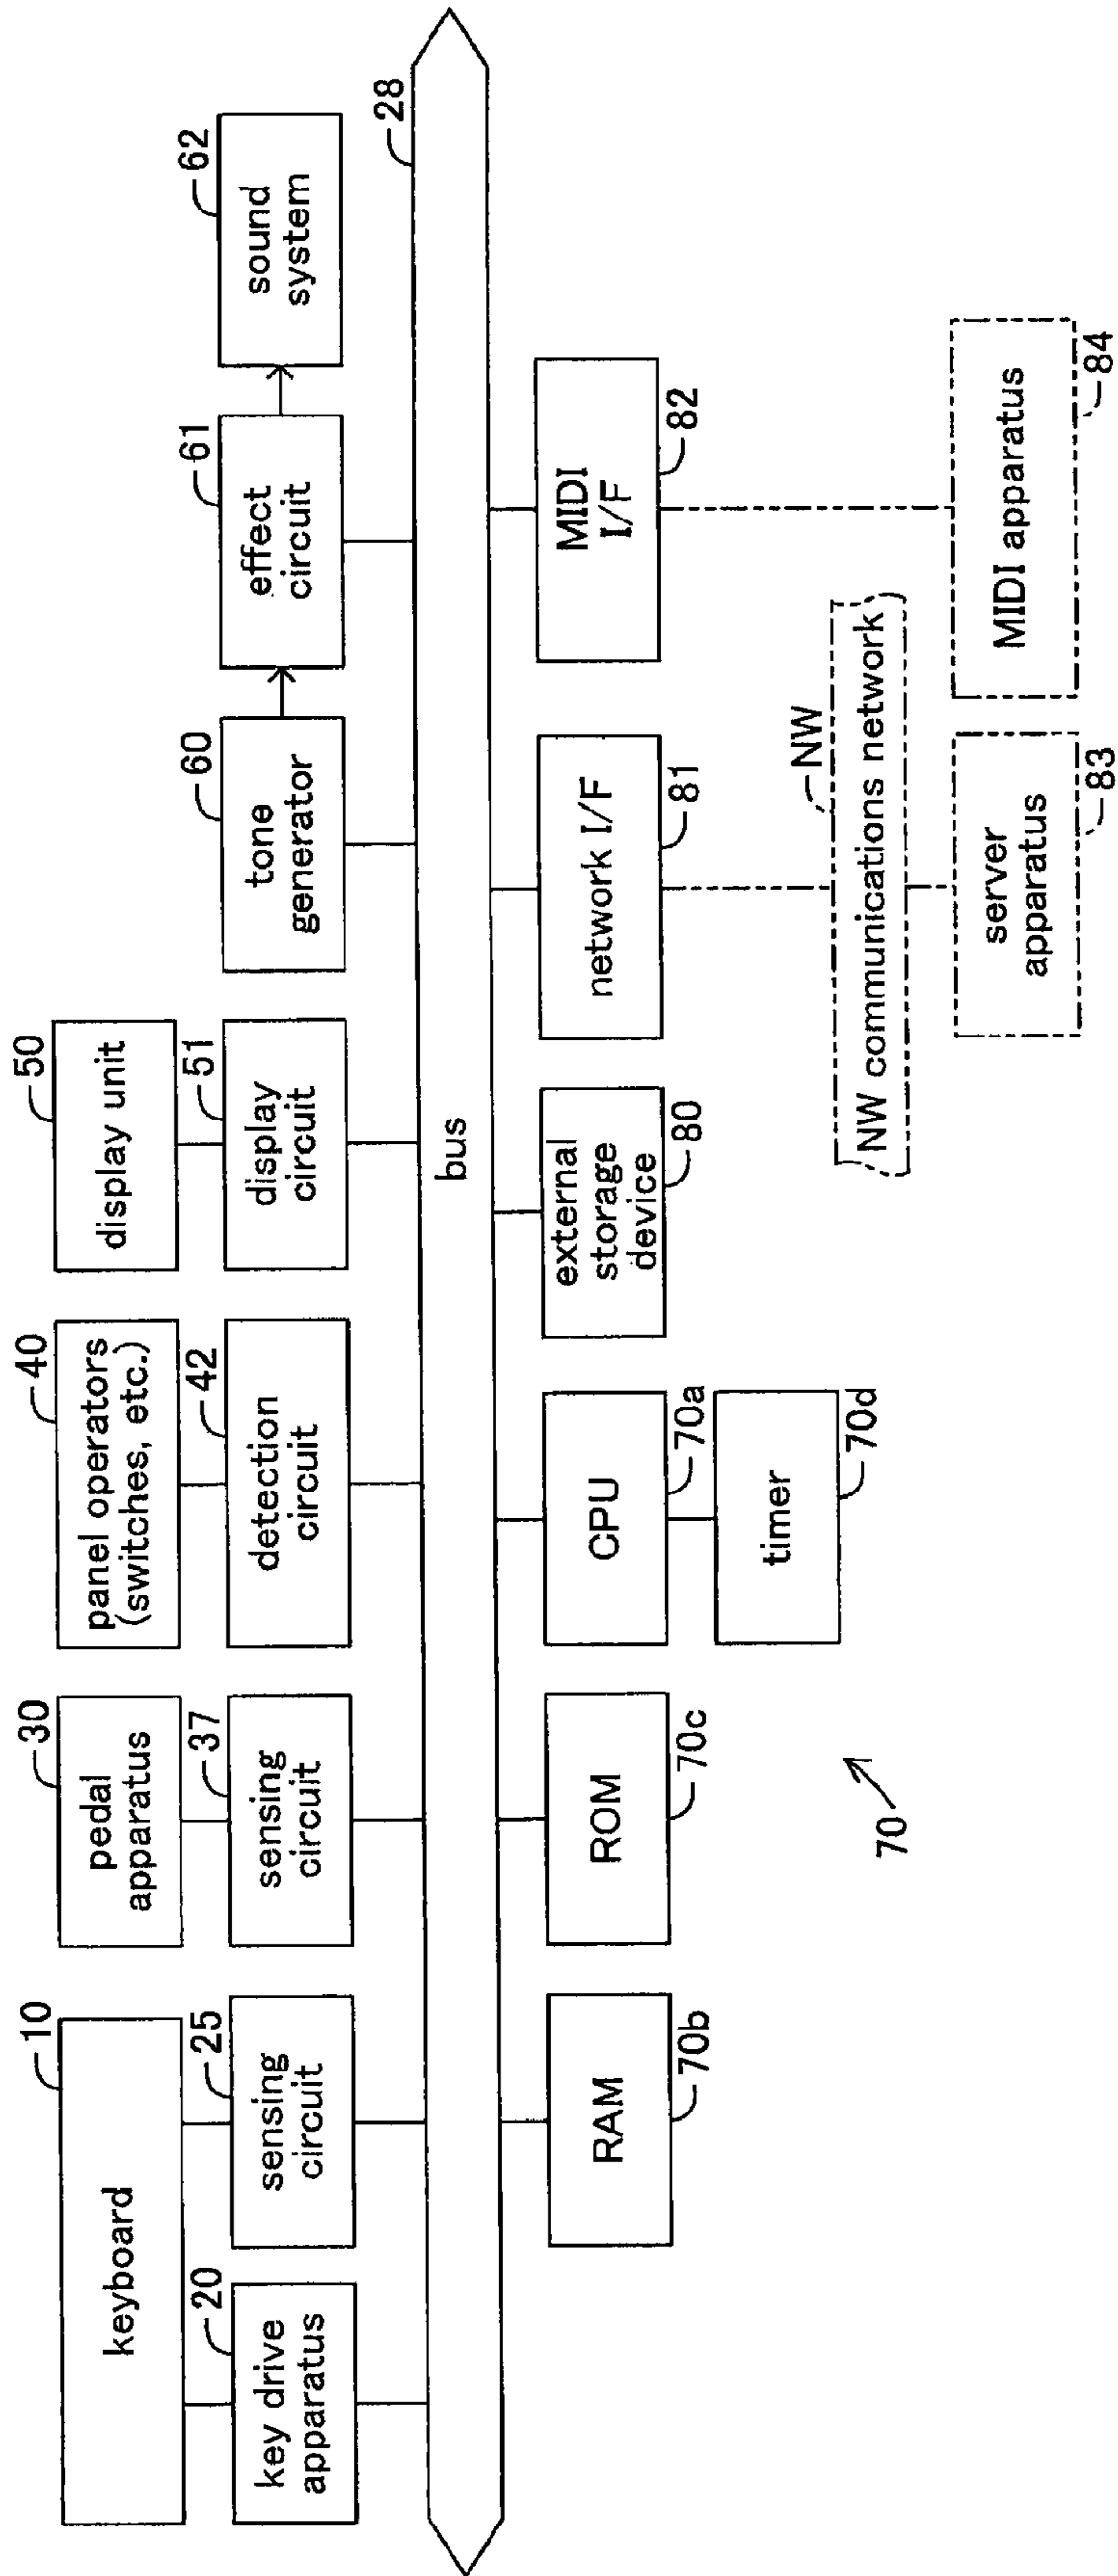 10
keyboard
20
key drive
apparatus
25
sensing
circuit
30
pedal
apparatus
37
sensing
circuit
40
panel operators
(switches, etc.)
42
detection
circuit
50
display unit
51
display
circuit
60
tone
generator
61
effect
circuit
62
sound
system
28
bus
RAM
70b
ROM
70c
CPU
70a
timer
70d
70
external
storage
device
80
network I/F
81
MIDI
I/F
82
NW
NW communications network
server
apparatus
83
MIDI apparatus
84